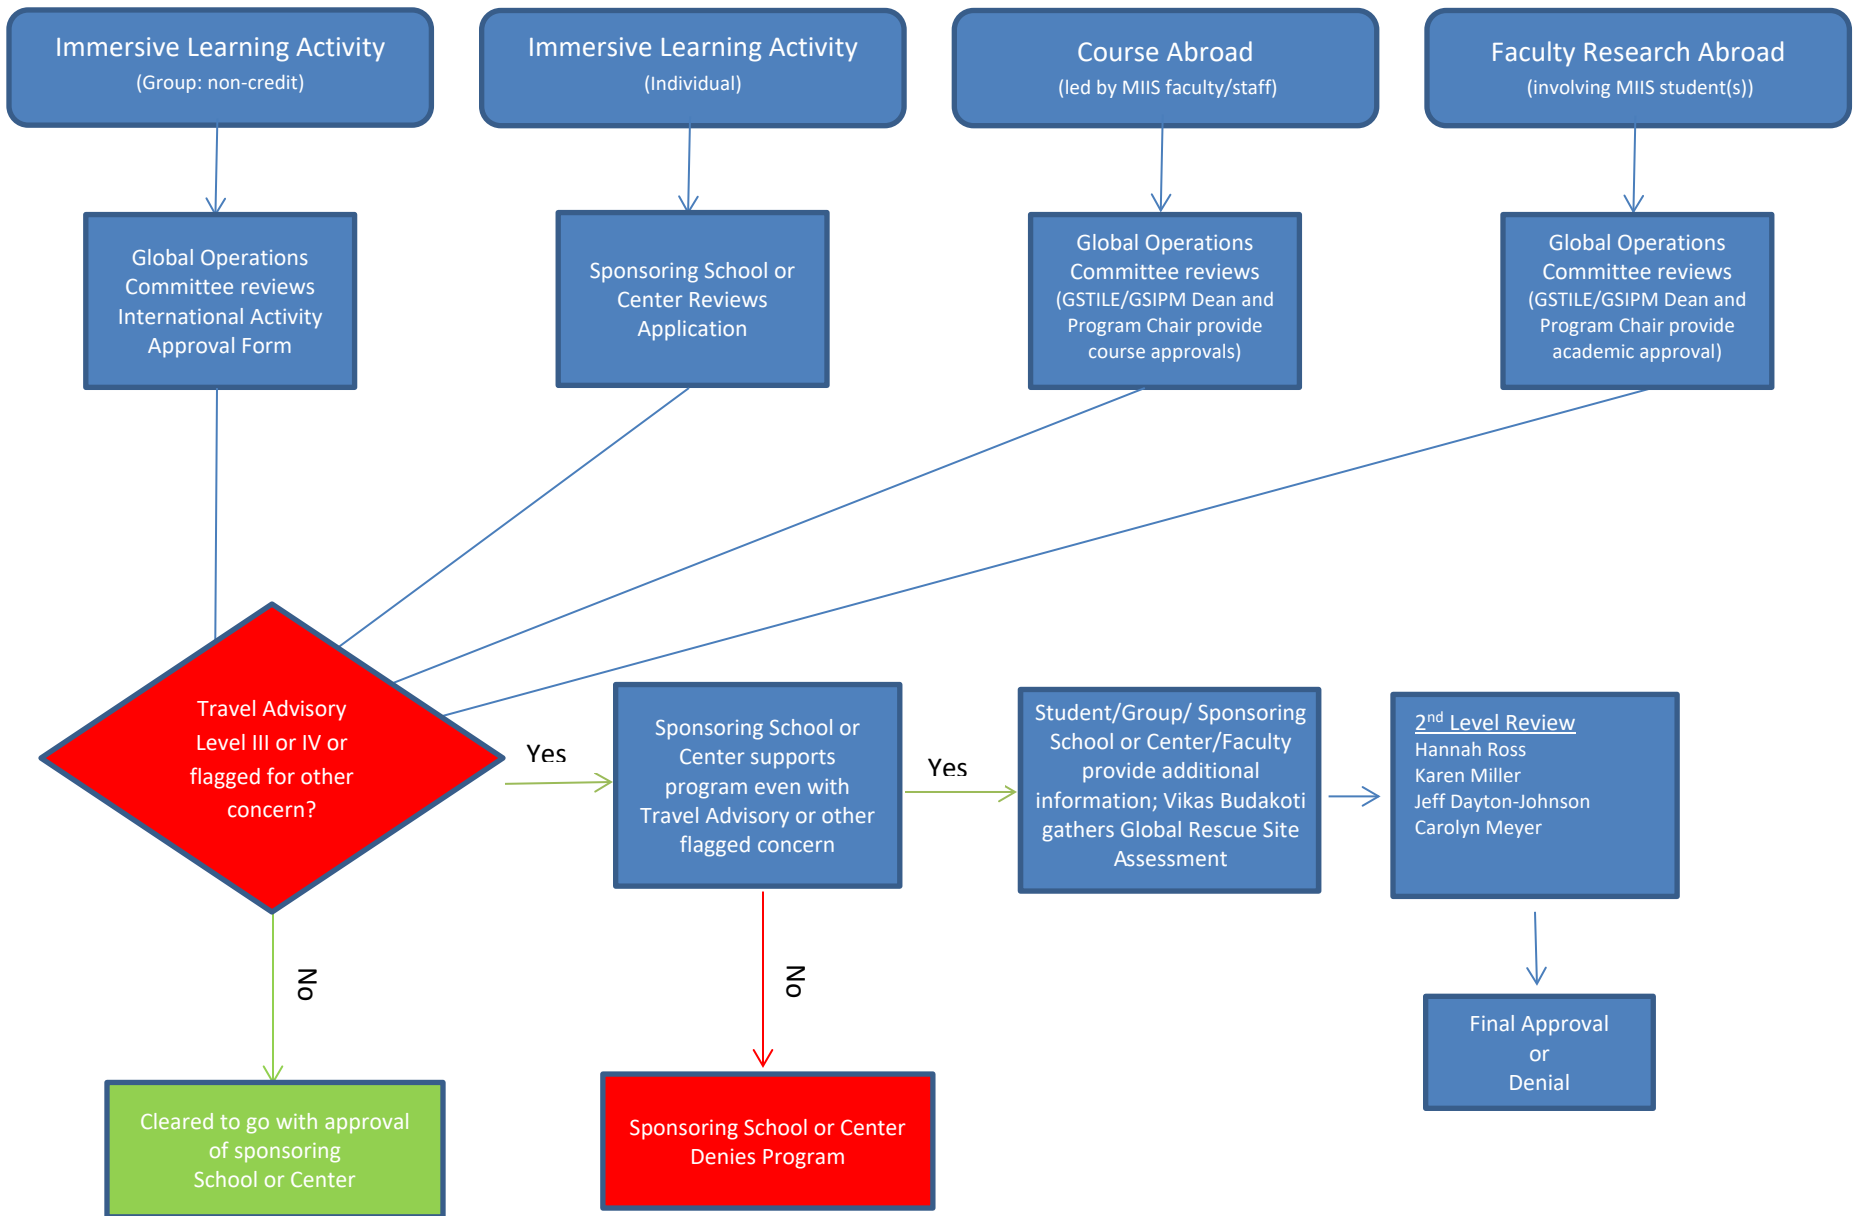 Immersive Learning Activity
(Group: non-credit)
Immersive Learning Activity
(Individual)
Course Abroad
(led by MIIS faculty/staff)
Faculty Research Abroad
(involving MIIS student(s))
Global Operations
Committee reviews
International Activity
Approval Form
Sponsoring School or
Center Reviews
Application
Global Operations
Committee reviews
(GSTILE/GSIPM Dean and
Program Chair provide
course approvals)
Global Operations
Committee reviews
(GSTILE/GSIPM Dean and
Program Chair provide
academic approval)
Travel Advisory
Level III or IV or
flagged for other
concern?
Yes
Sponsoring School or
Center supports
program even with
Travel Advisory or other
flagged concern
Yes
Student/Group/ Sponsoring
School or Center/Faculty
provide additional
information; Vikas Budakoti
gathers Global Rescue Site
Assessment
2nd Level Review
Hannah Ross
Karen Miller
Jeff Dayton-Johnson
Carolyn Meyer
No
No
Final Approval
or
Denial
Cleared to go with approval
of sponsoring
School or Center
Sponsoring School or Center
Denies Program